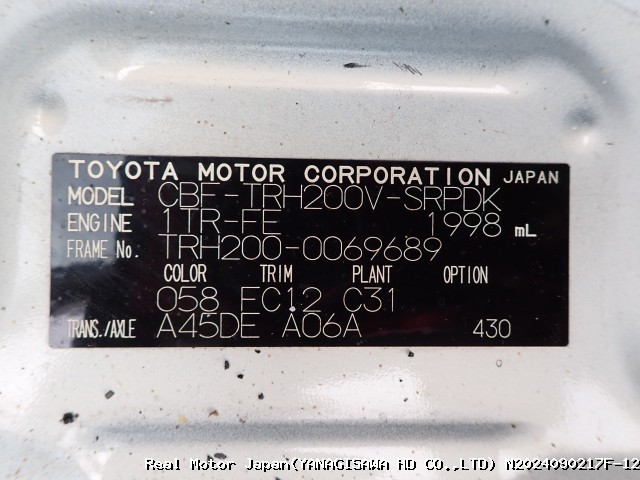 TOYOTA MOTOR CORPORATION JAPAN
MODEL CBF-TRH200V-SRPDK
ENGINE 1TR-FE 1998 mL
FRAME No. TRH200-0069689
COLOR TRIM PLANT OPTION
058 FC12 C31
TRANS./AXLE A45DE A06A 430
Real Motor Japan(YANAGISAWA HD CO.,LTD) N2024090217F-12